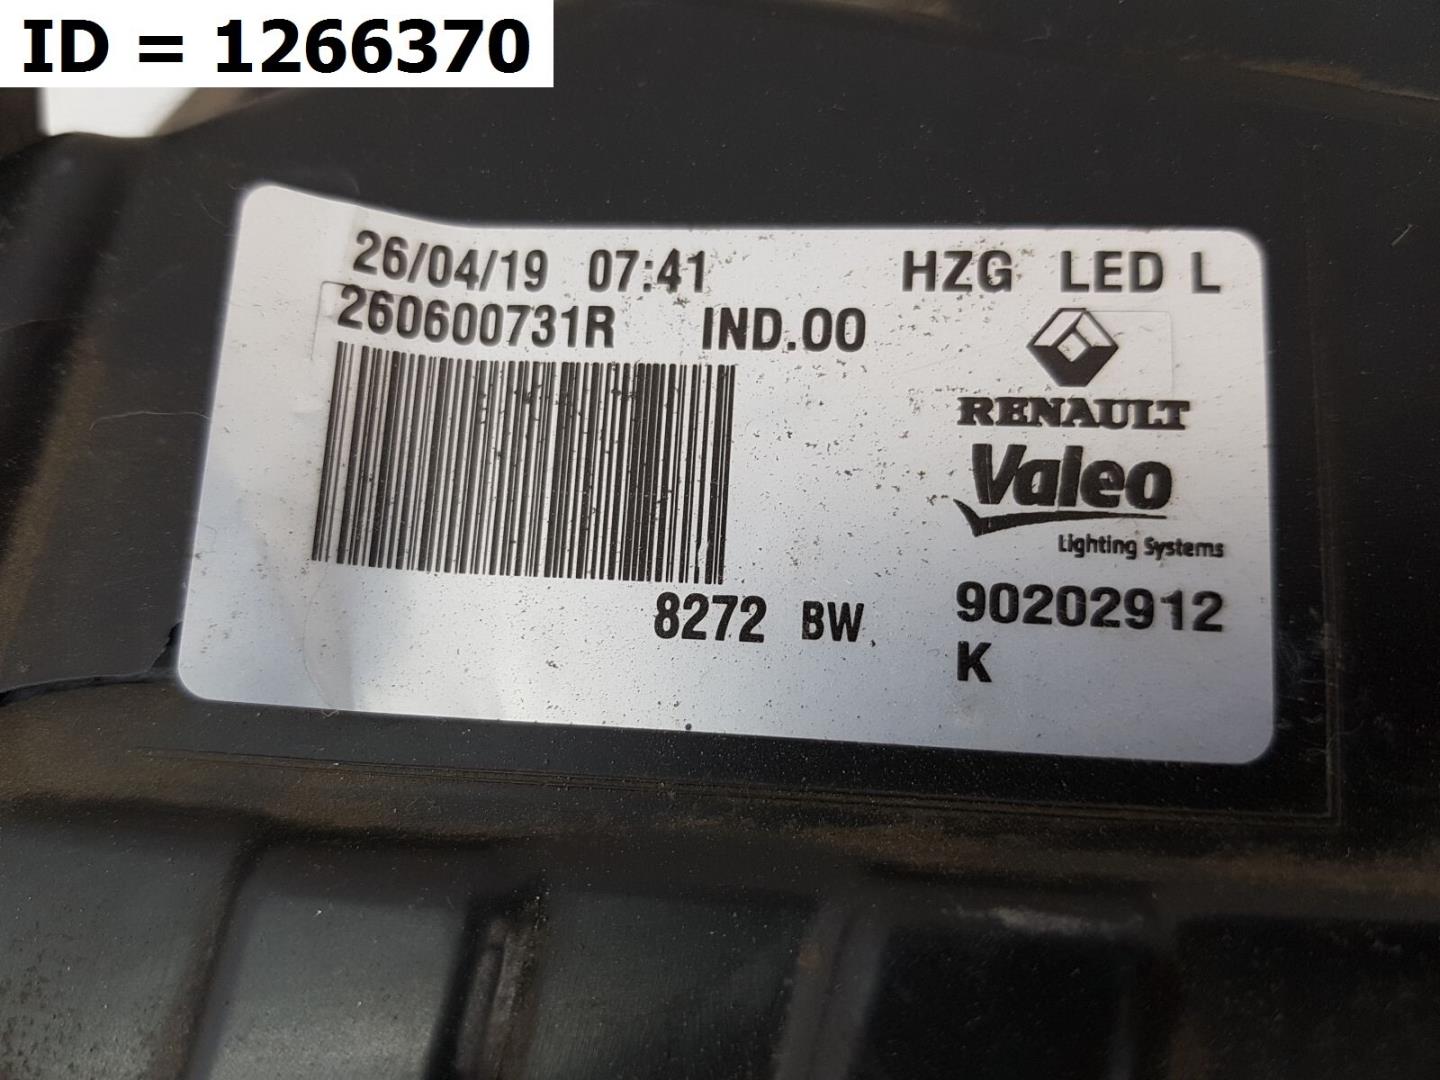 ID = 1266370
26/04/19 07:41 HZG LED L
260600731R IND.00
RENAULT
Valeo
Lighting Systems
8272 BW 90202912
K